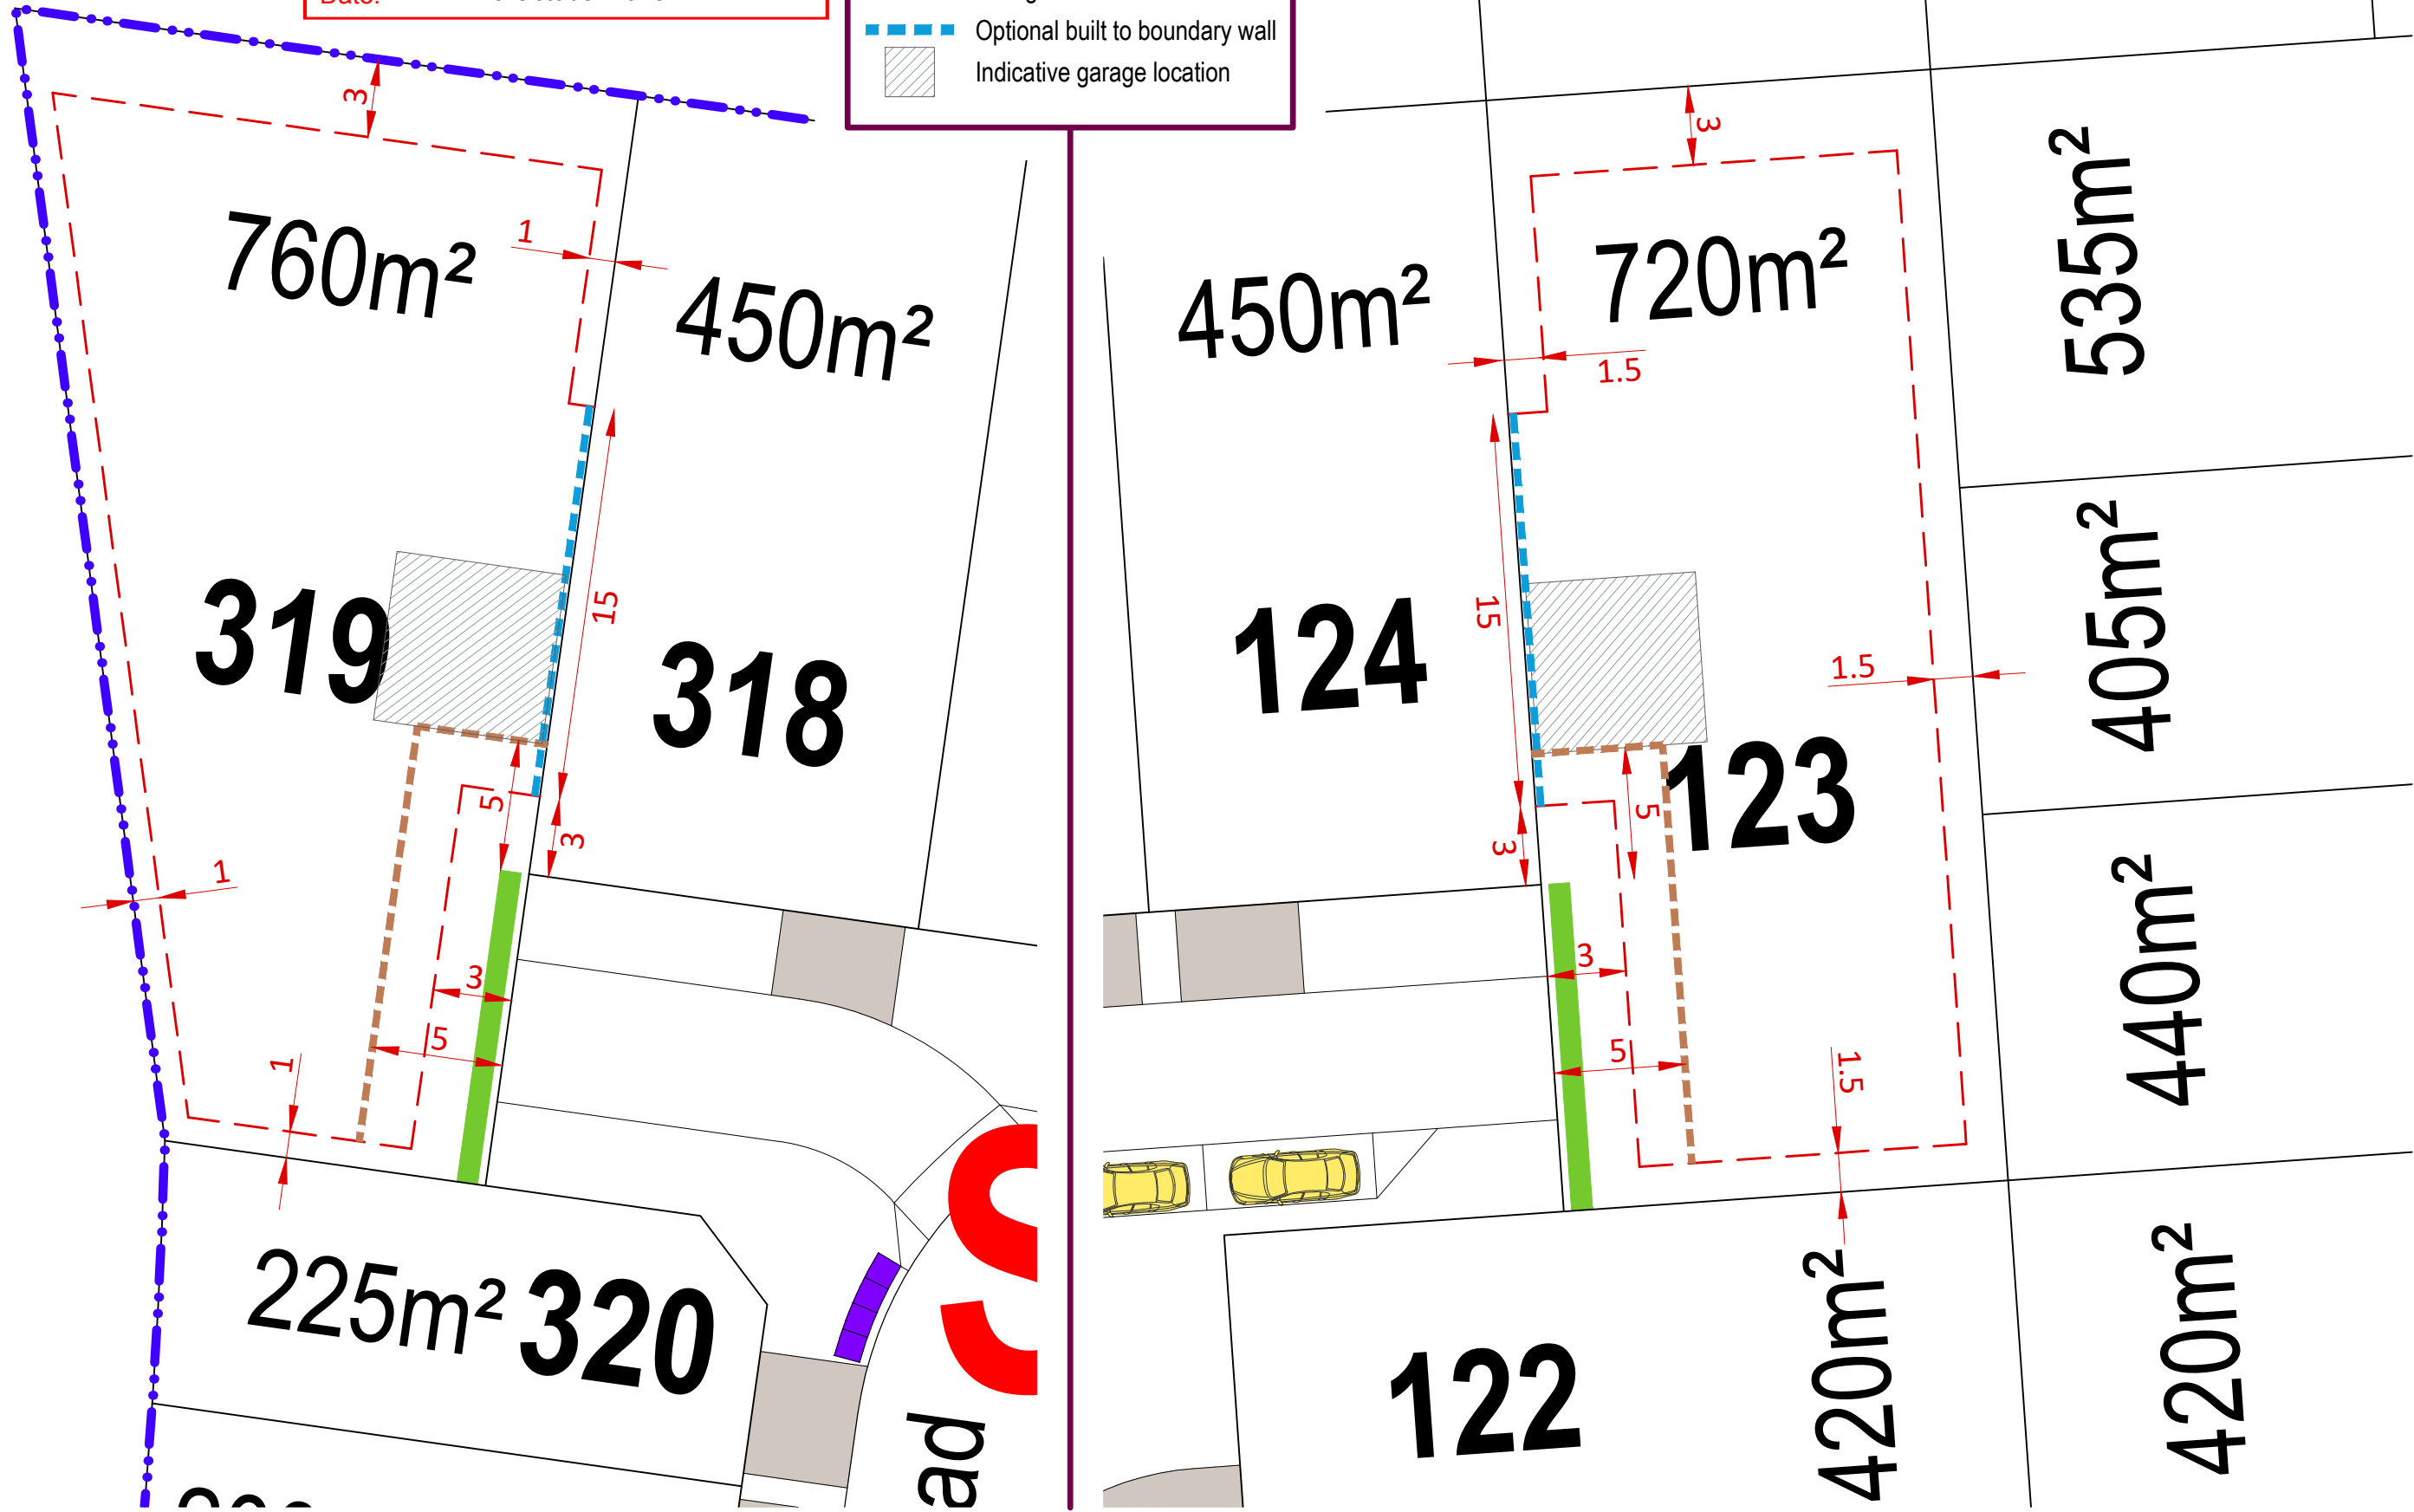 Optional built to boundary wall
Indicative garage location
3
760m²
1
450m²
319
15
318
5
3
1
3
5
1
225m²
320
ad
3
535m²
450m²
720m²
1.5
405m²
124
15
1.5
123
5
3
440m²
3
5
1.5
122
420m²
420m²